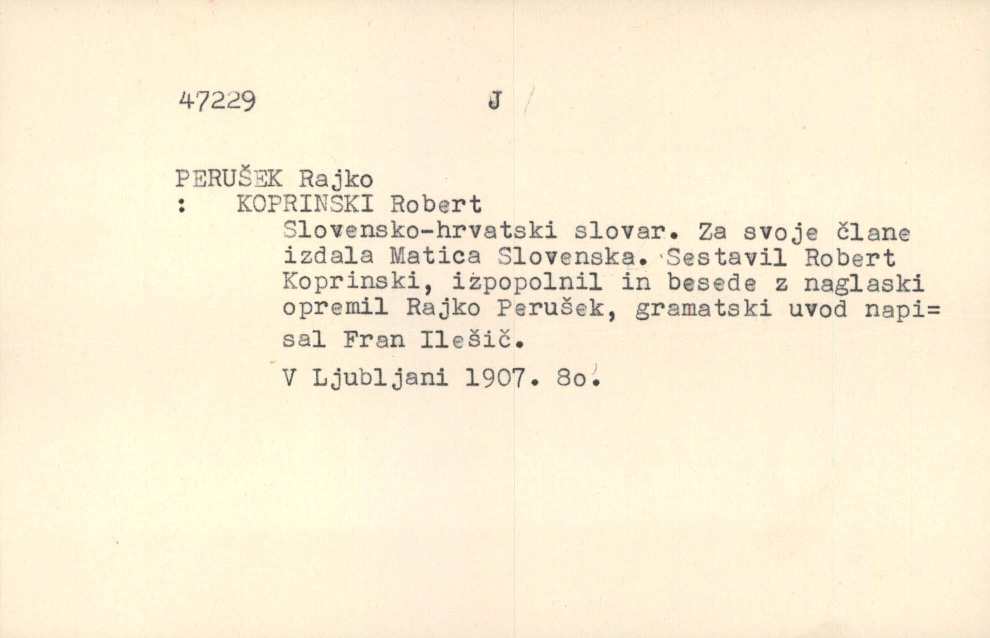 47229 J
PERUŠEK Rajko
: KOPRINSKI Robert
Slovensko-hrvatski slovar. Za svoje člane
izdala Matica Slovenska. Sestavil Robert
Koprinski, izpopolnil in besede z naglaski
opremil Rajko Perušek, gramatski uvod napi=
sal Fran Ilešič.
V Ljubljani 1907. 8o.